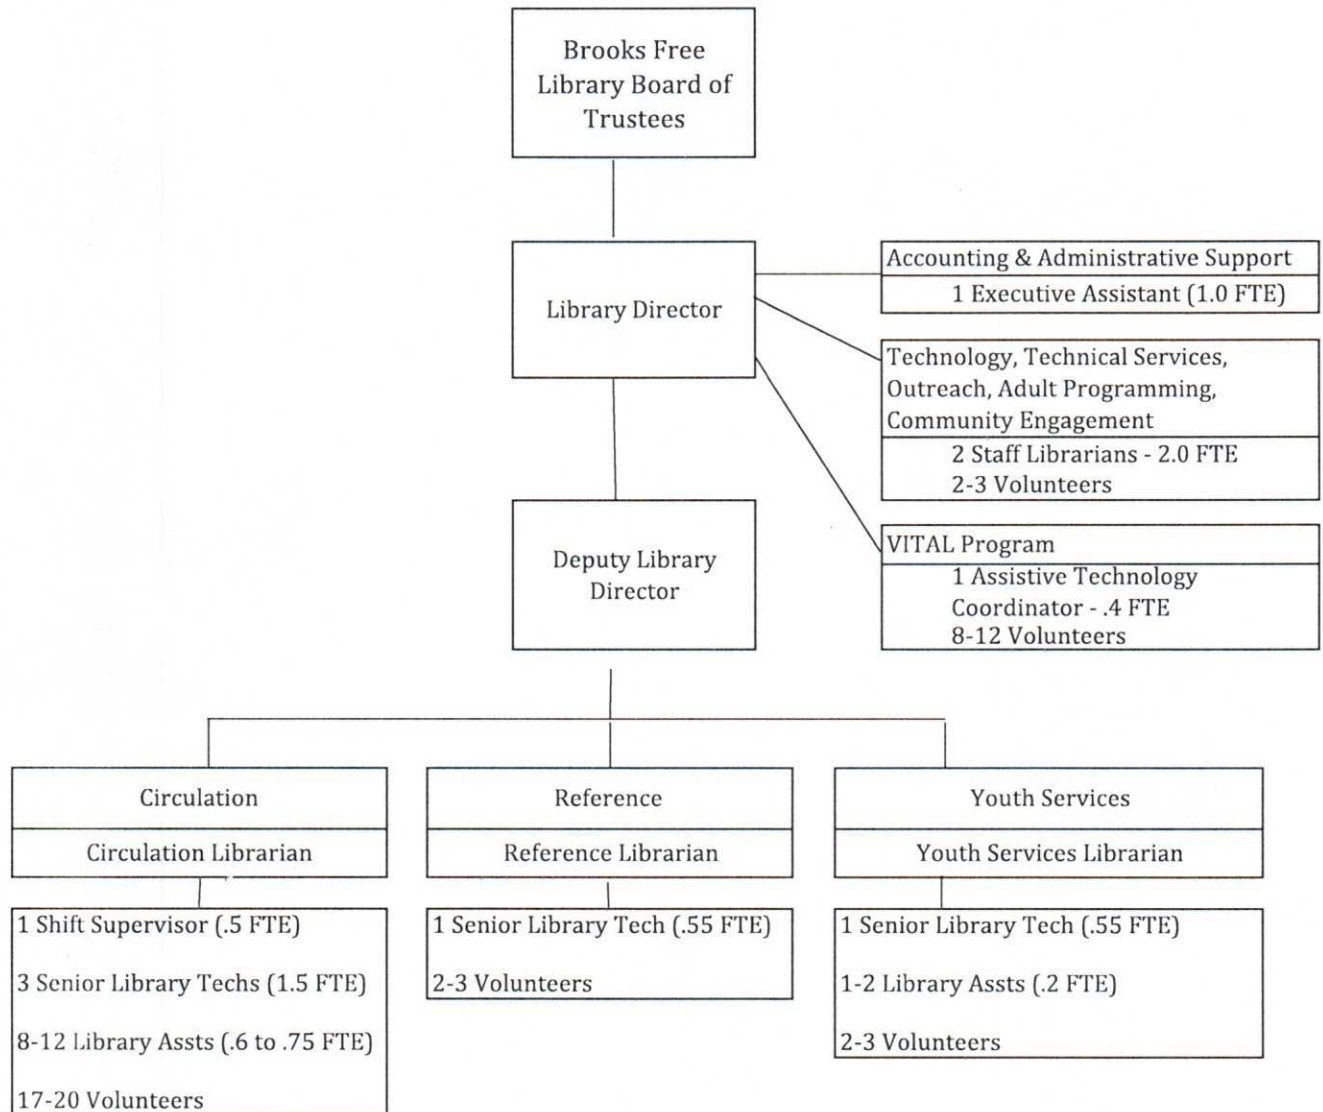 Brooks Free
Library Board of
Trustees
Library Director
Accounting & Administrative Support
1 Executive Assistant (1.0 FTE)
Technology, Technical Services,
Outreach, Adult Programming,
Community Engagement
2 Staff Librarians - 2.0 FTE
2-3 Volunteers
VITAL Program
1 Assistive Technology
Coordinator - .4 FTE
8-12 Volunteers
Deputy Library
Director
Circulation
Circulation Librarian
1 Shift Supervisor (.5 FTE)
3 Senior Library Techs (1.5 FTE)
8-12 Library Assts (.6 to .75 FTE)
17-20 Volunteers
Reference
Reference Librarian
1 Senior Library Tech (.55 FTE)
2-3 Volunteers
Youth Services
Youth Services Librarian
1 Senior Library Tech (.55 FTE)
1-2 Library Assts (.2 FTE)
2-3 Volunteers